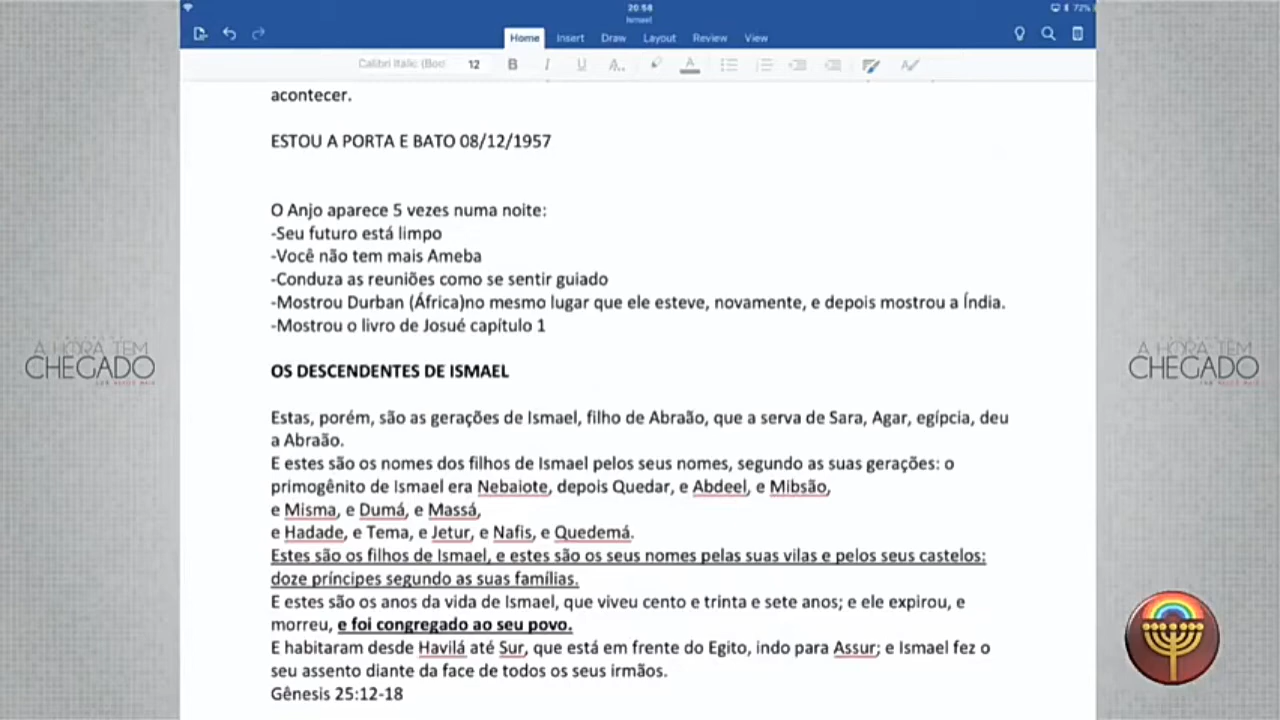 20:56
72%
Ismael
Home Insert Draw Layout Review View
Calibri Italic (Boo 12 B I U A.. A
acontecer.
ESTOU A PORTA E BATO 08/12/1957
O Anjo aparece 5 vezes numa noite:
-Seu futuro está limpo
-Você não tem mais Ameba
-Conduza as reuniões como se sentir guiado
-Mostrou Durban (África)no mesmo lugar que ele esteve, novamente, e depois mostrou a Índia.
-Mostrou o livro de Josué capítulo 1
OS DESCENDENTES DE ISMAEL
Estas, porém, são as gerações de Ismael, filho de Abraão, que a serva de Sara, Agar, egípcia, deu
a Abraão.
E estes são os nomes dos filhos de Ismael pelos seus nomes, segundo as suas gerações: o
primogênito de Ismael era Nebaiote, depois Quedar, e Abdeel, e Mibsão,
e Misma, e Dumá, e Massá,
e Hadade, e Tema, e Jetur, e Nafis, e Quedemá.
Estes são os filhos de Ismael, e estes são os seus nomes pelas suas vilas e pelos seus castelos:
doze príncipes segundo as suas famílias.
E estes são os anos da vida de Ismael, que viveu cento e trinta e sete anos; e ele expirou, e
morreu, e foi congregado ao seu povo.
E habitaram desde Havilá até Sur, que está em frente do Egito, indo para Assur; e Ismael fez o
seu assento diante da face de todos os seus irmãos.
Gênesis 25:12-18
A HORA TEM
CHEGADO
A HORA TEM
CHEGADO